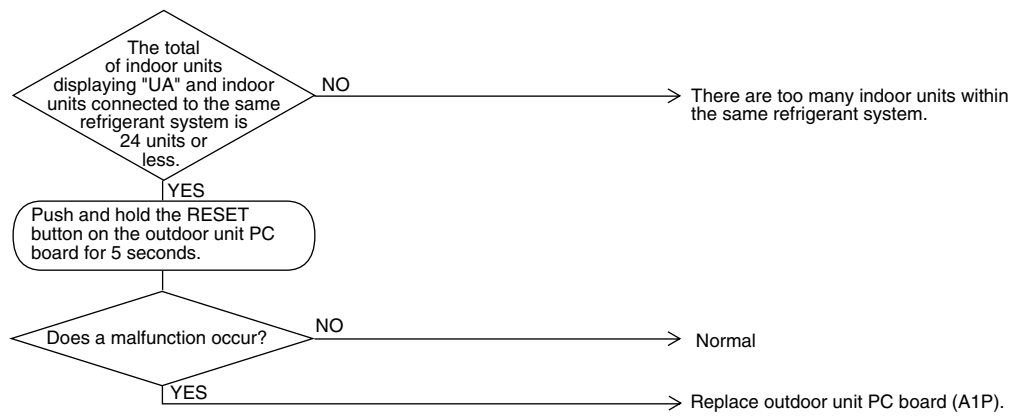 The total
of indoor units
displaying "UA" and indoor
units connected to the same
refrigerant system is
24 units or
less.
NO
There are too many indoor units within
the same refrigerant system.
YES
Push and hold the RESET
button on the outdoor unit PC
board for 5 seconds.
Does a malfunction occur?
NO
Normal
YES
Replace outdoor unit PC board (A1P).